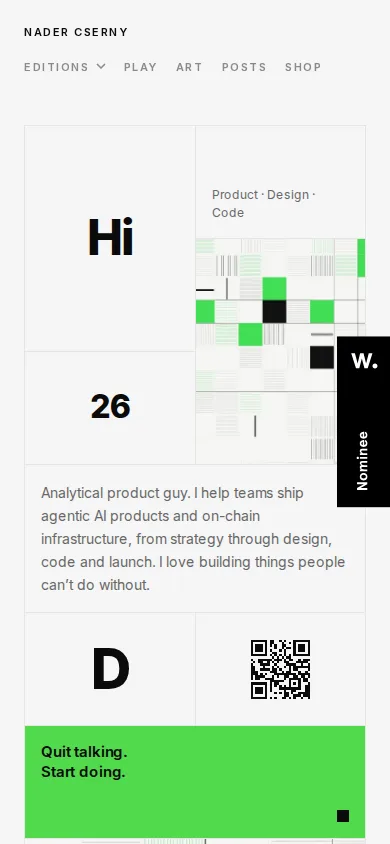 NADER CSERNY
EDITIONS PLAY ART POSTS SHOP
Hi
Product · Design ·
Code
26
W.
Nominee
Analytical product guy. I help teams ship
agentic AI products and on-chain
infrastructure, from strategy through design,
code and launch. I love building things people
can’t do without.
D
Quit talking.
Start doing.